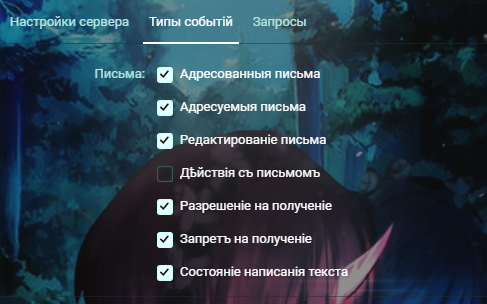 Настройки сервера Типы событій Запросы
Письма: Адресованныя письма
Адресуемыя письма
Редактированіе письма
Дѣйствія съ письмомъ
Разрешеніе на полученіе
Запретъ на полученіе
Состояніе написанія текста